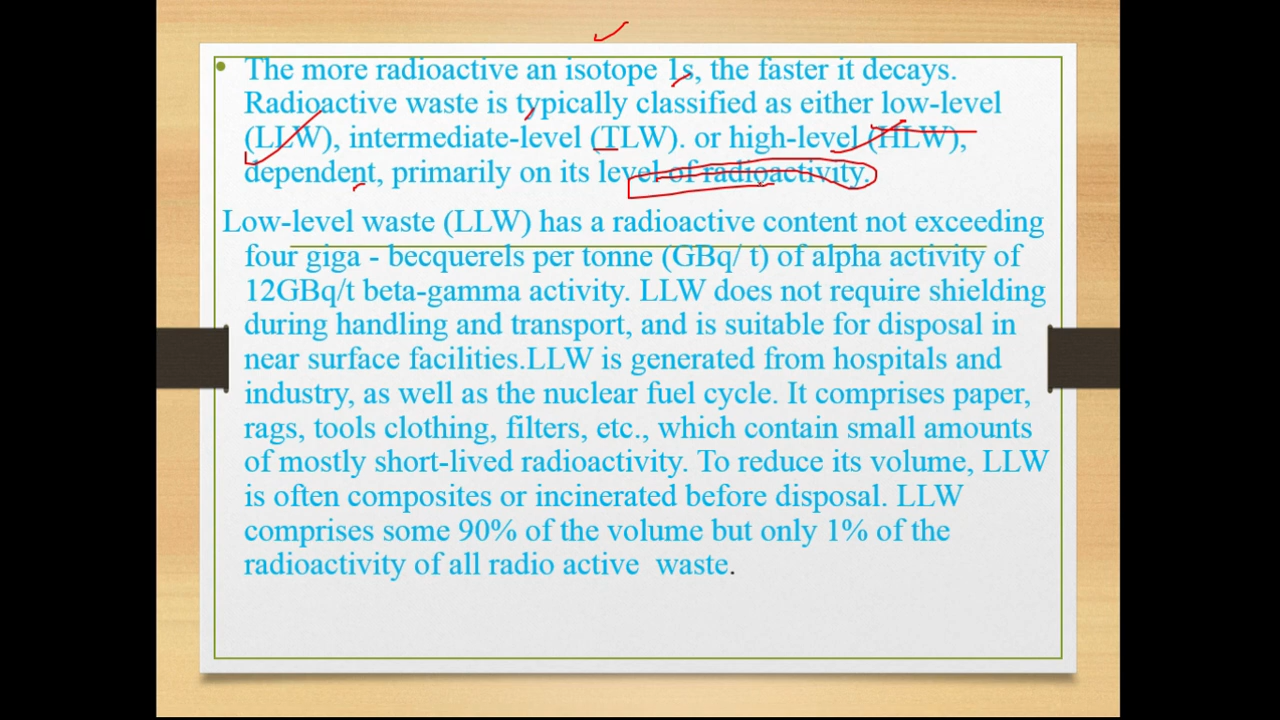 • The more radioactive an isotope 1s, the faster it decays.
Radioactive waste is typically classified as either low-level
(LLW), intermediate-level (TLW). or high-level (HLW),
dependent, primarily on its level of radioactivity.
Low-level waste (LLW) has a radioactive content not exceeding
four giga - becquerels per tonne (GBq/ t) of alpha activity of
12GBq/t beta-gamma activity. LLW does not require shielding
during handling and transport, and is suitable for disposal in
near surface facilities.LLW is generated from hospitals and
industry, as well as the nuclear fuel cycle. It comprises paper,
rags, tools clothing, filters, etc., which contain small amounts
of mostly short-lived radioactivity. To reduce its volume, LLW
is often composites or incinerated before disposal. LLW
comprises some 90% of the volume but only 1% of the
radioactivity of all radio active waste.